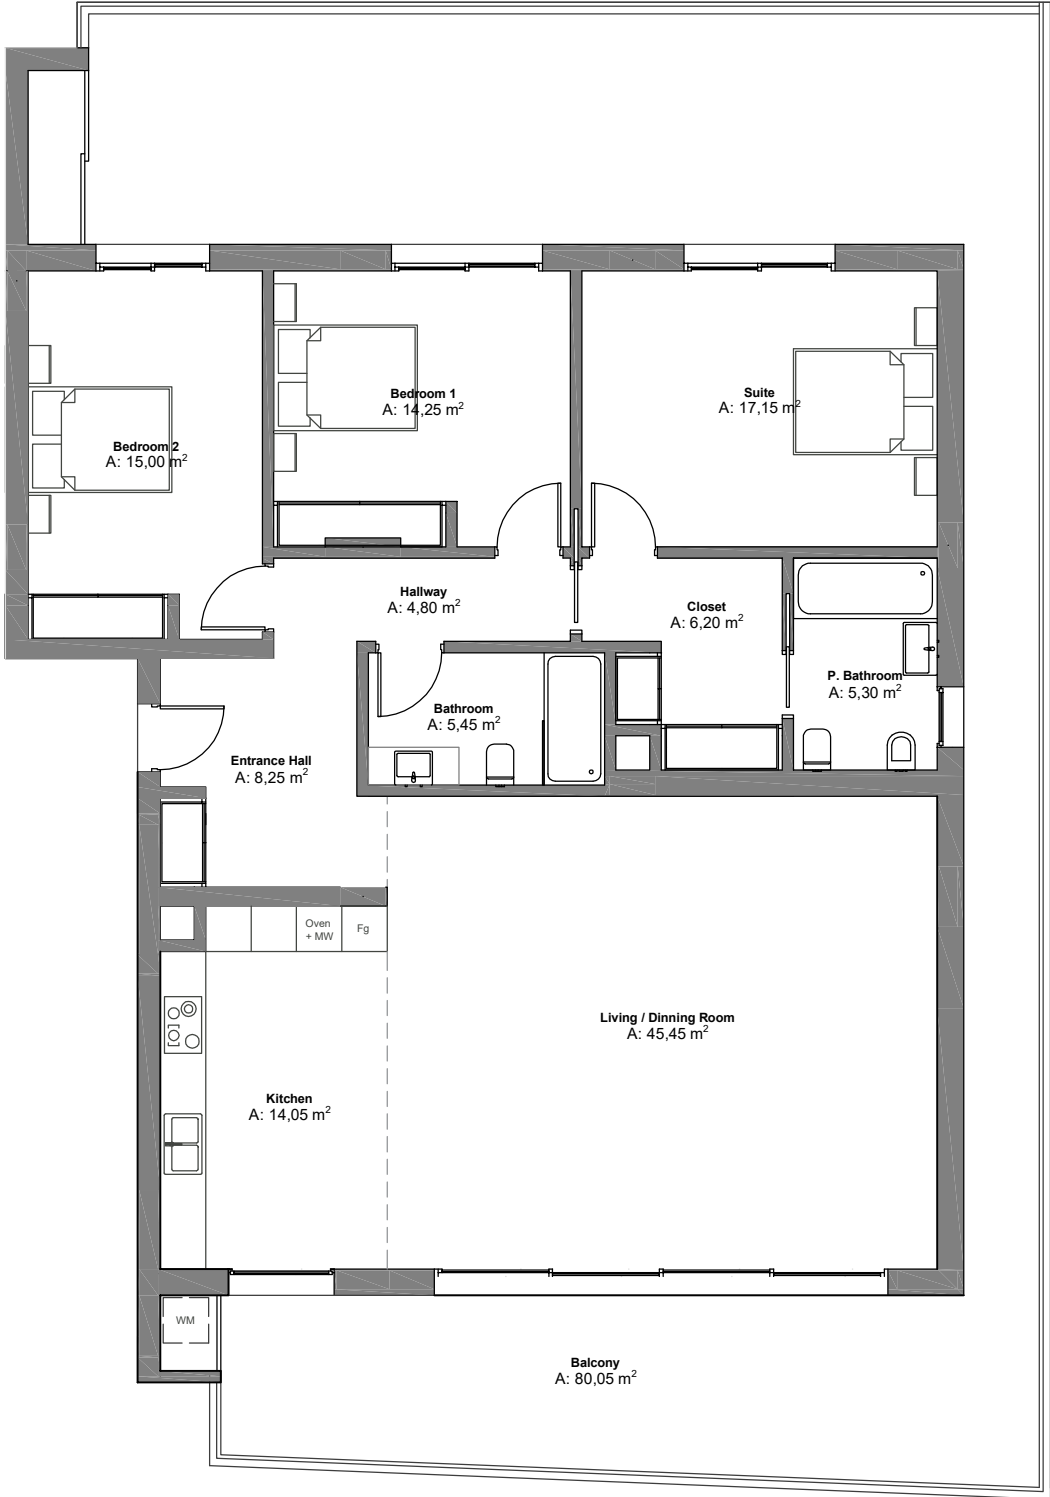 Bedroom 1
A: 14,25 m²
Suite
A: 17,15 m²
Bedroom 2
A: 15,00 m²
Hallway
A: 4,80 m²
Closet
A: 6,20 m²
P. Bathroom
A: 5,30 m²
Bathroom
A: 5,45 m²
Entrance Hall
A: 8,25 m²
Oven
+ MW
Fg
Living / Dinning Room
A: 45,45 m²
Kitchen
A: 14,05 m²
WM
Balcony
A: 80,05 m²